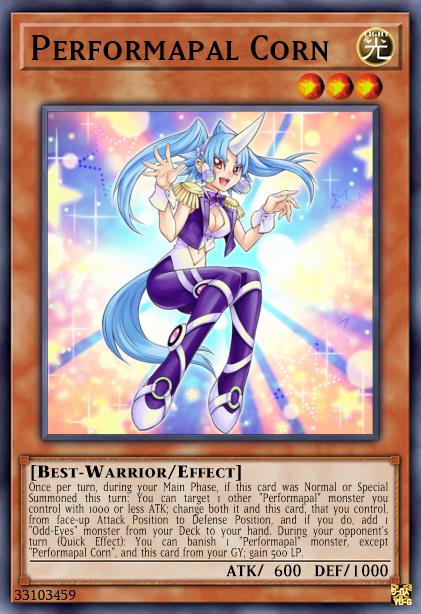 PERFORMAPAL CORN
LIGHT
光
[BEST-WARRIOR/EFFECT]
Once per turn, during your Main Phase, if this card was Normal or Special
Summoned this turn: You can target 1 other "Performapal" monster you
control with 1000 or less ATK; change both it and this card, that you control,
from face-up Attack Position to Defense Position, and if you do, add 1
"Odd-Eyes" monster from your Deck to your hand. During your opponent's
turn (Quick Effect): You can banish 1 "Performapal" monster, except
"Performapal Corn", and this card from your GY; gain 500 LP.
ATK/ 600 DEF/1000
33103459